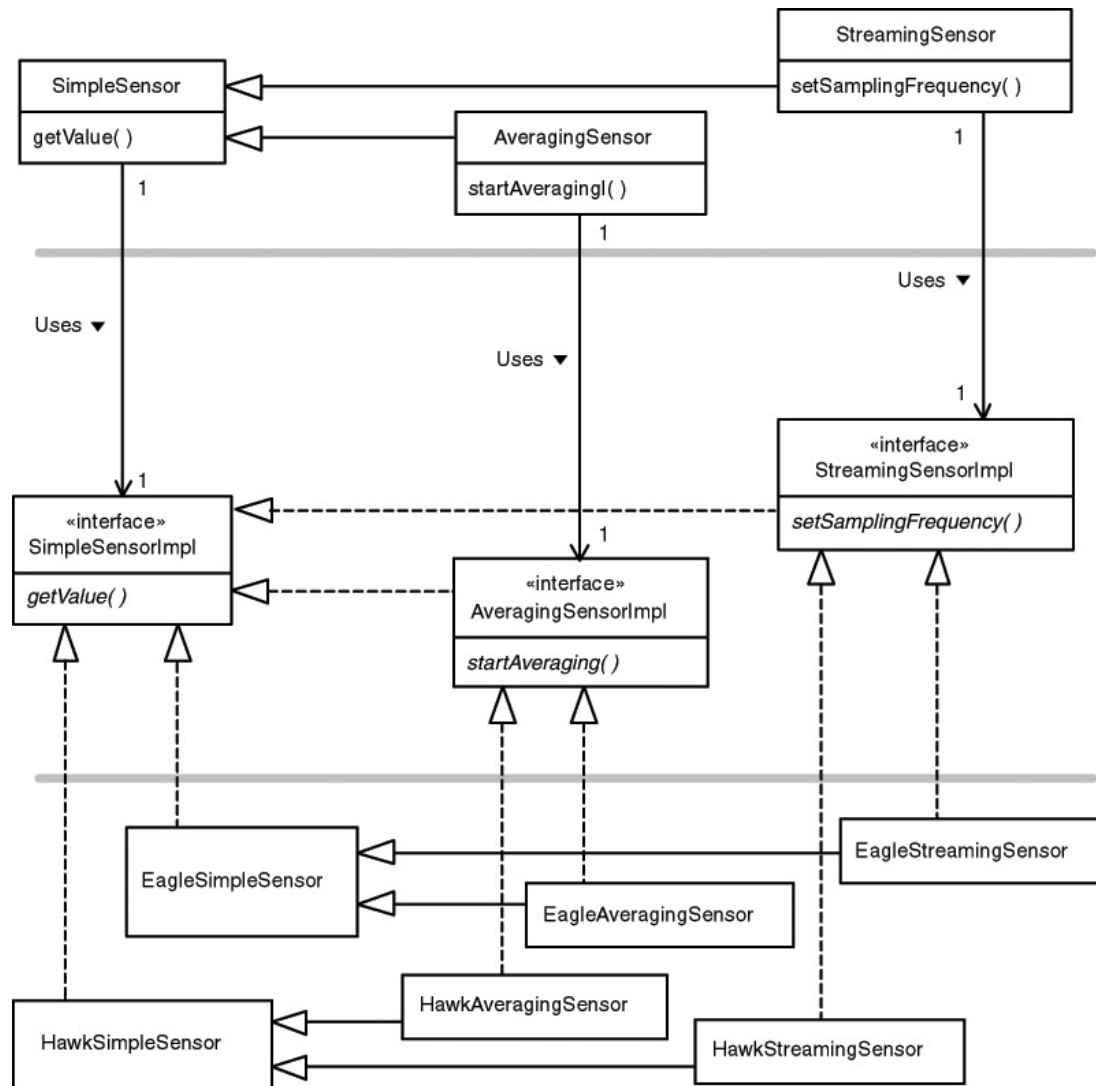 StreamingSensor
setSamplingFrequency( )
SimpleSensor
getValue( )
AveragingSensor
startAveragingI( )
1
1
1
Uses ▼
Uses ▼
Uses ▼
1
«interface»
StreamingSensorImpl
setSamplingFrequency( )
1
«interface»
SimpleSensorImpl
getValue( )
1
«interface»
AveragingSensorImpl
startAveraging( )
EagleStreamingSensor
EagleSimpleSensor
EagleAveragingSensor
HawkAveragingSensor
HawkSimpleSensor
HawkStreamingSensor